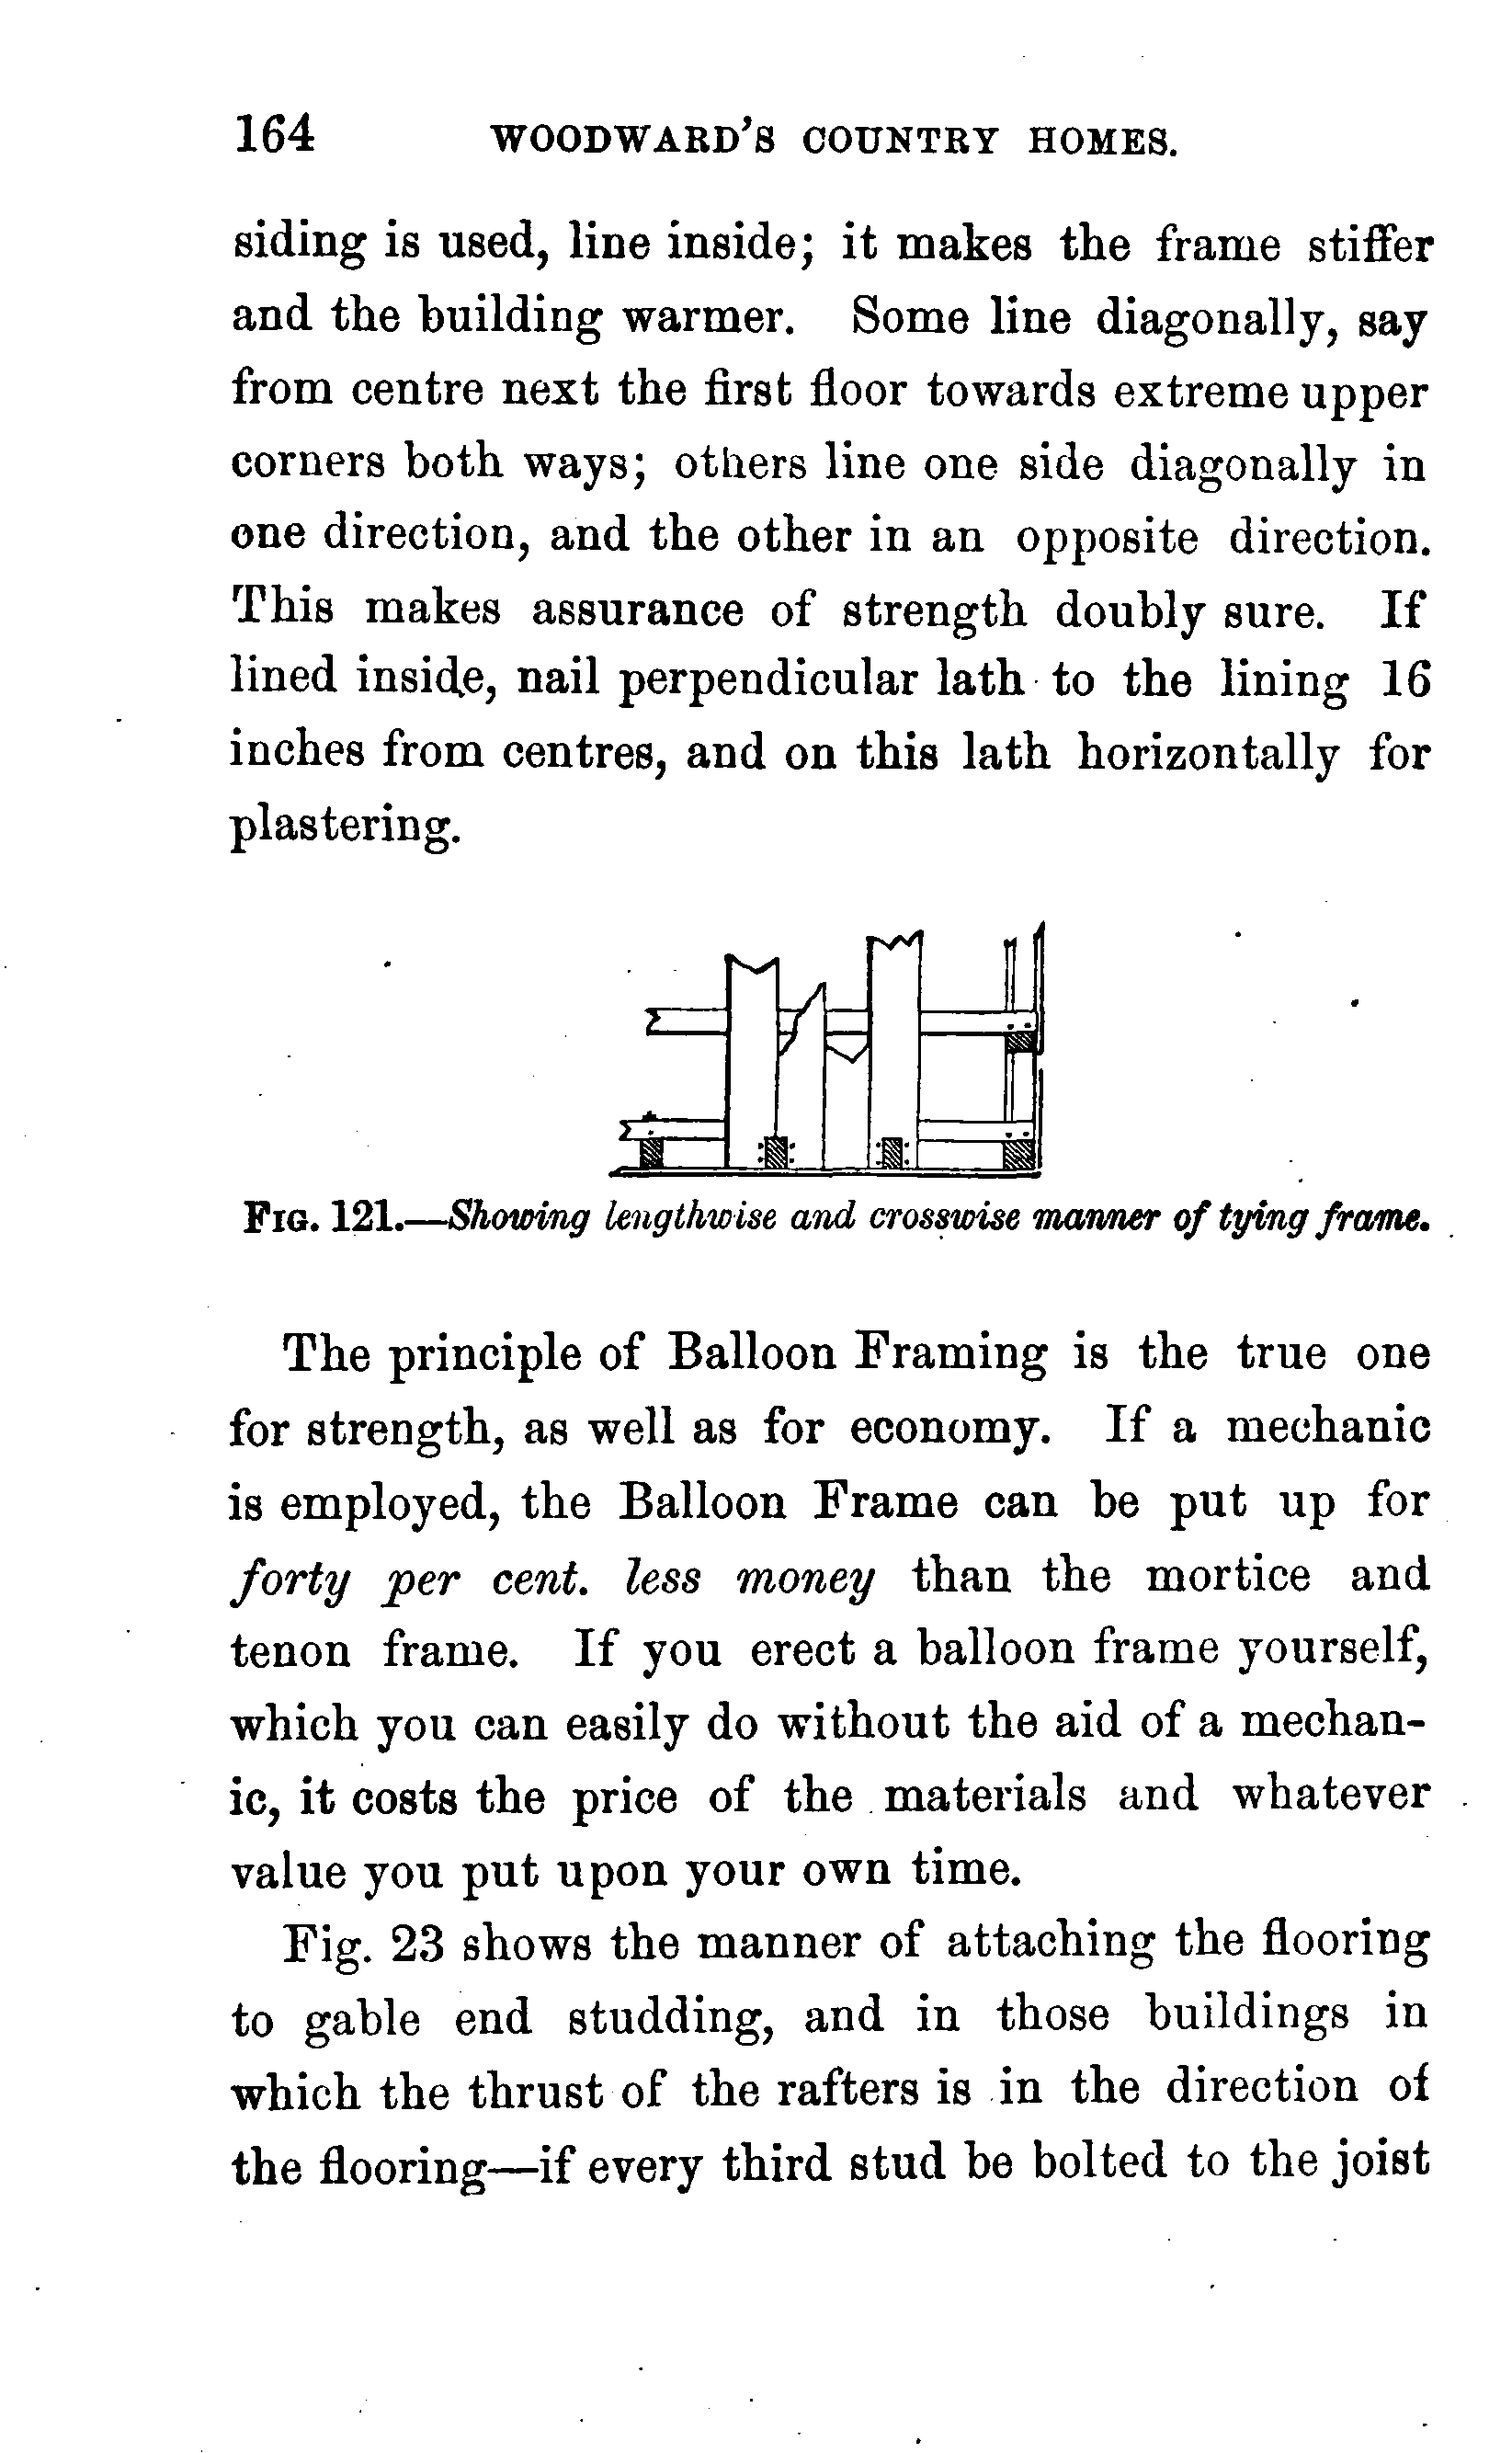 164 WOODWARD'S COUNTRY HOMES.
siding is used, line inside; it makes the frame stiffer
and the building warmer. Some line diagonally, say
from centre next the first floor towards extreme upper
corners both ways; others line one side diagonally in
one direction, and the other in an opposite direction.
This makes assurance of strength doubly sure. If
lined inside, nail perpendicular lath to the lining 16
inches from centres, and on this lath horizontally for
plastering.
FIG. 121.—Showing lengthwise and crosswise manner of tying frame.
The principle of Balloon Framing is the true one
for strength, as well as for economy. If a mechanic
is employed, the Balloon Frame can be put up for
forty per cent. less money than the mortice and
tenon frame. If you erect a balloon frame yourself,
which you can easily do without the aid of a mechan-
ic, it costs the price of the materials and whatever
value you put upon your own time.
Fig. 23 shows the manner of attaching the flooring
to gable end studding, and in those buildings in
which the thrust of the rafters is in the direction of
the flooring—if every third stud be bolted to the joist